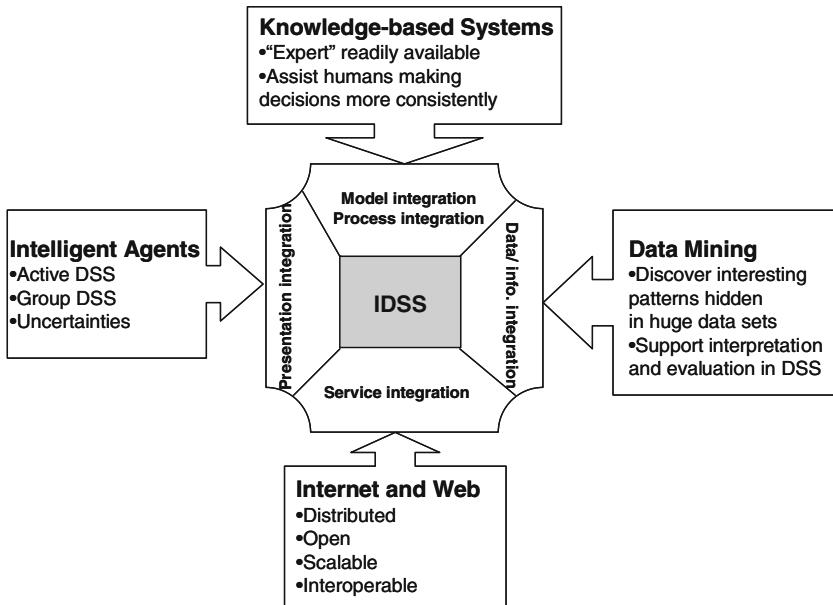 Knowledge-based Systems
•“Expert” readily available
•Assist humans making
decisions more consistently
Model integration
Process integration
Presentation integration
Data/ info. integration
IDSS
Service integration
Intelligent Agents
•Active DSS
•Group DSS
•Uncertainties
Data Mining
•Discover interesting
patterns hidden
in huge data sets
•Support interpretation
and evaluation in DSS
Internet and Web
•Distributed
•Open
•Scalable
•Interoperable